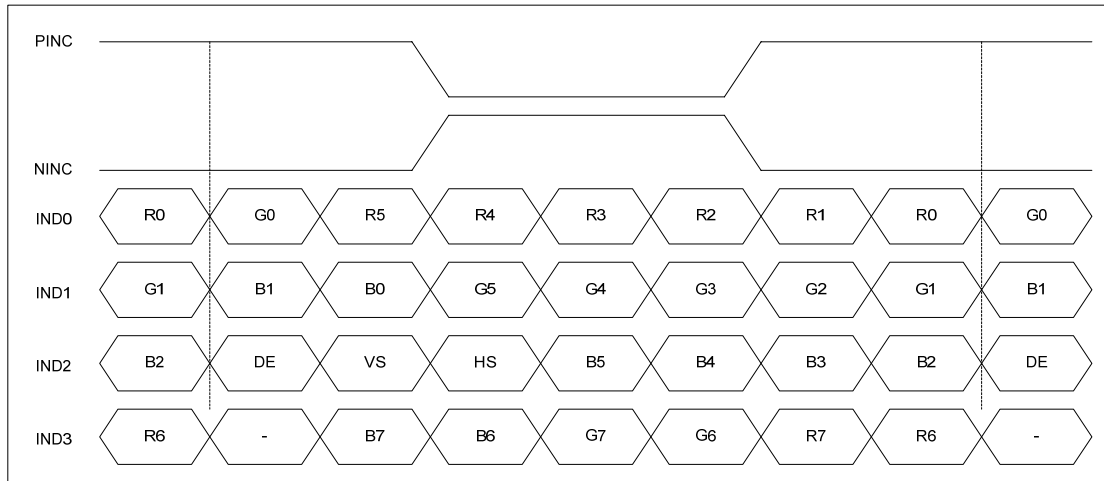 PINC
NINC
IND0 R0 G0 R5 R4 R3 R2 R1 R0 G0
IND1 G1 B1 B0 G5 G4 G3 G2 G1 B1
IND2 B2 DE VS HS B5 B4 B3 B2 DE
IND3 R6 - B7 B6 G7 G6 R7 R6 -